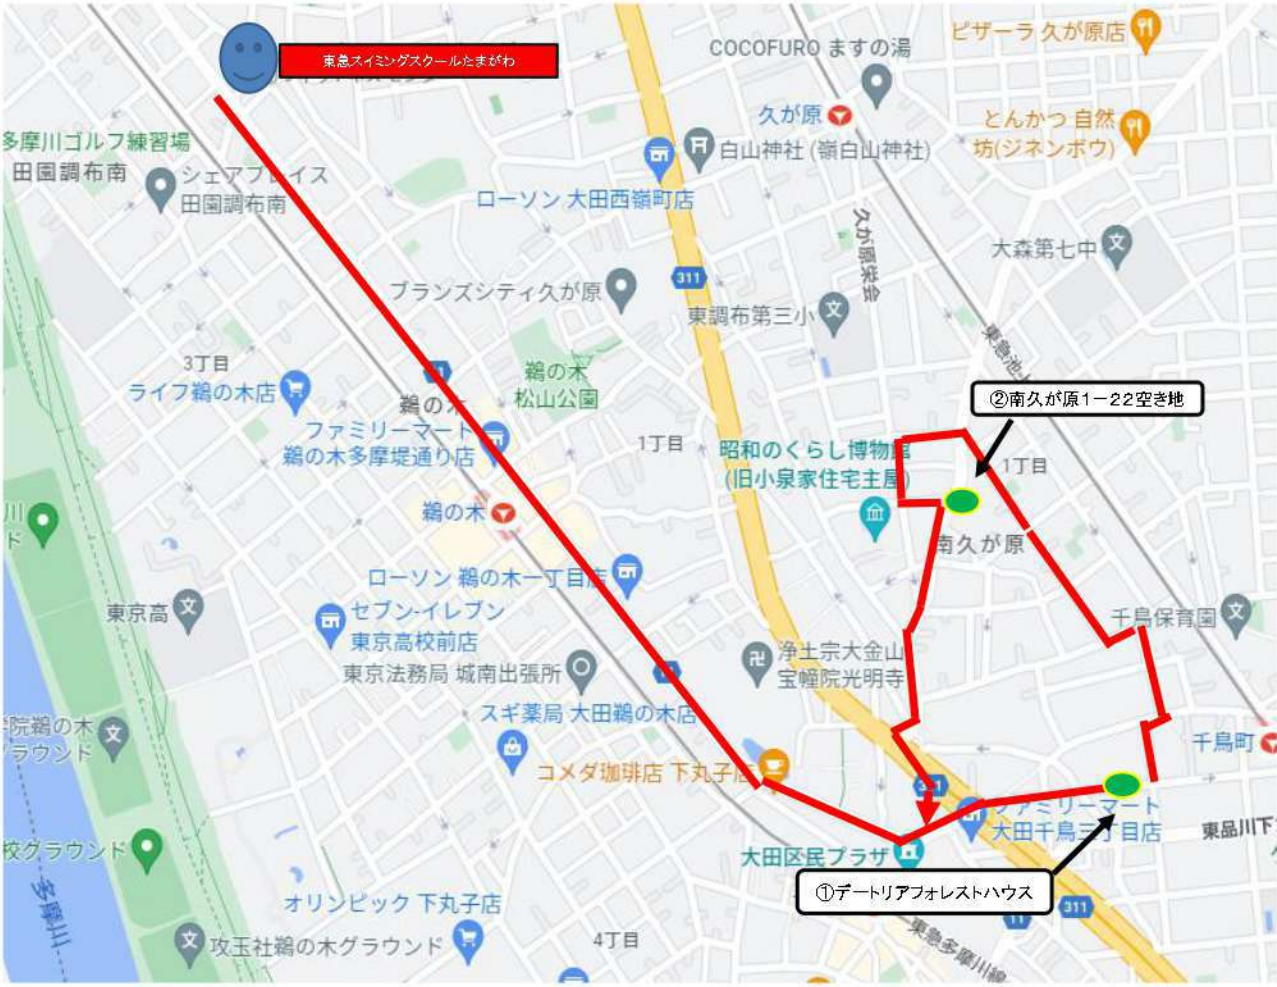 東急スイミングスクールたまがわ
COCOFURO ますの湯
ピザーラ 久が原店
久が原
とんかつ 自然
坊(ジネンボウ)
多摩川ゴルフ練習場
田園調布南
シェアプレイス
田園調布南
白山神社 (嶺白山神社)
ローソン 大田西嶺町店
久が原栄会
大森第七中
311
ブランズシティ久が原
東調布第三小
東急池上
3丁目
ライフ鵜の木店
鵜の木
鵜の木
松山公園
②南久が原1-22空き地
ファミリーマート
鵜の木多摩堤通り店
1丁目
昭和のくらし博物館
(旧小泉家住宅主屋)
1丁目
鵜の木
南久が原
ローソン 鵜の木一丁目店
東京高
セブン-イレブン
東京高校前店
千鳥保育園
東京法務局 城南出張所
浄土宗大金山
宝幢院光明寺
スギ薬局 大田鵜の木店
学院鵜の木
グラウンド
千鳥町
コメダ珈琲店 下丸子店
311
ファミリーマート
大田千鳥三丁目店
東品川下
校グラウンド
大田区民プラザ
①デートリアフォレストハウス
多摩川
オリンピック 下丸子店
311
11
攻玉社鵜の木グラウンド
4丁目
東急多摩川線